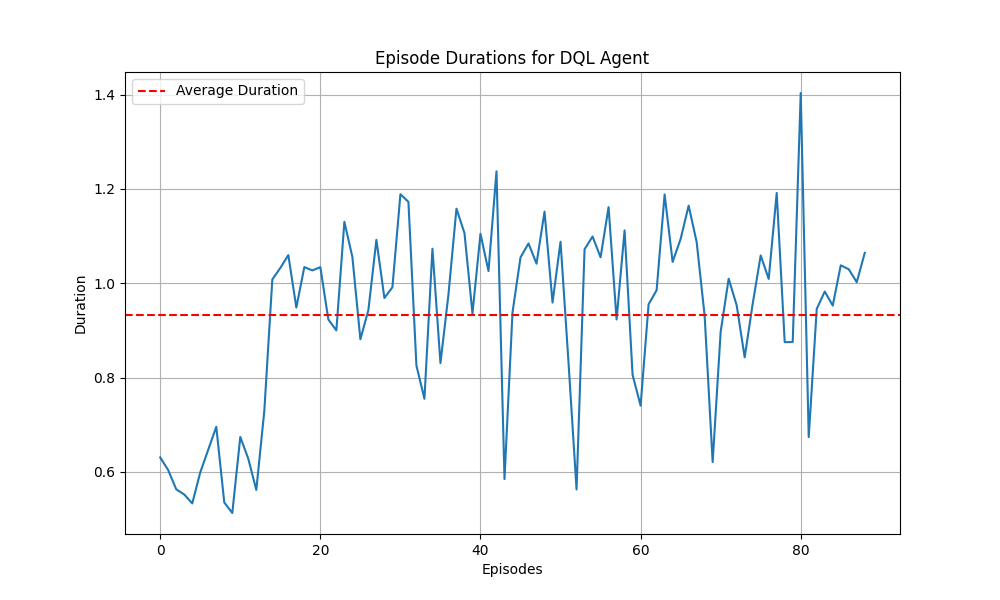 Episode Durations for DQL Agent
Average Duration
1.4
1.2
1.0
0.8
0.6
Duration
0 20 40 60 80
Episodes